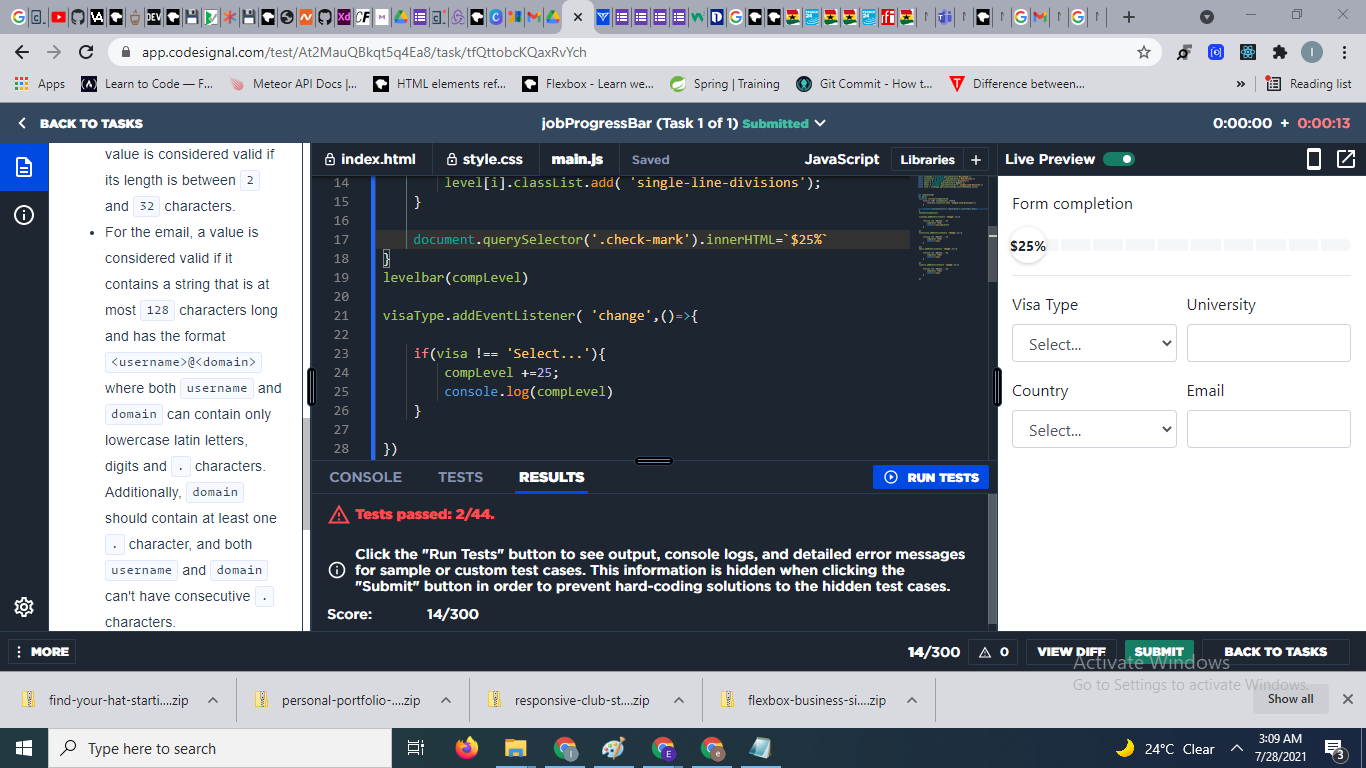 app.codesignal.com/test/At2MauQBkqt5q4Ea8/task/tfQttobcKQaxRvYch
Apps
Learn to Code — F...
Meteor API Docs |...
HTML elements ref...
Flexbox - Learn we...
Spring | Training
Git Commit - How t...
Difference between...
»
Reading list
BACK TO TASKS
jobProgressBar (Task 1 of 1) Submitted
0:00:00 + 0:00:13
value is considered valid if
its length is between 2
and 32 characters.
• For the email, a value is
considered valid if it
contains a string that is at
most 128 characters long
and has the format
<username>@<domain>
where both username and
domain can contain only
lowercase latin letters,
digits and . characters.
Additionally, domain
should contain at least one
. character, and both
username and domain
can't have consecutive .
characters.
index.html
style.css
main.js
Saved
JavaScript
Libraries +
14 level[i].classList.add( 'single-line-divisions');
15 }
16
17 document.querySelector('.check-mark').innerHTML=`$25%`
18 }
19 levelbar(compLevel)
20
21 visaType.addEventListener( 'change',()=>{
22
23 if(visa !== 'Select...'){
24 compLevel +=25;
25 console.log(compLevel)
26 }
27
28 })
CONSOLE
TESTS
RESULTS
RUN TESTS
Tests passed: 2/44.
Click the "Run Tests" button to see output, console logs, and detailed error messages
for sample or custom test cases. This information is hidden when clicking the
"Submit" button in order to prevent hard-coding solutions to the hidden test cases.
Score: 14/300
Live Preview
Form completion
$25%
Visa Type
University
Select...
Country
Email
Select...
MORE
14/300
0
VIEW DIFF
SUBMIT
BACK TO TASKS
Activate Windows
Go to Settings to activate Windows.
find-your-hat-starti....zip
personal-portfolio-....zip
responsive-club-st....zip
flexbox-business-si....zip
Show all
Type here to search
24°C Clear
3:09 AM
7/28/2021
3